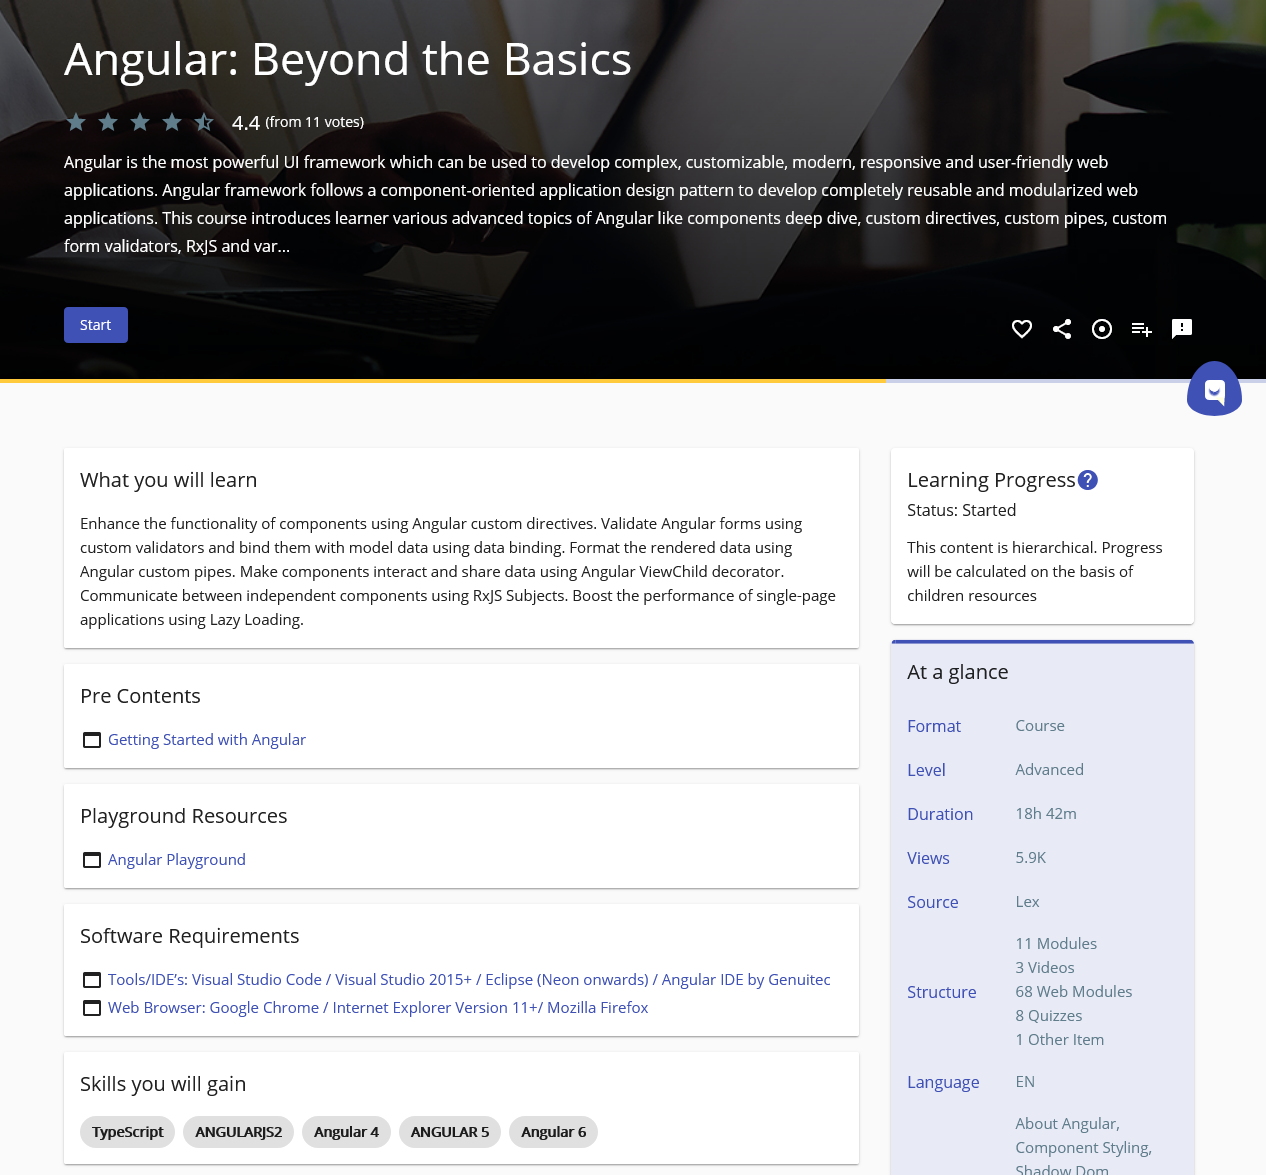 Angular: Beyond the Basics
4.4 (from 11 votes)
Angular is the most powerful UI framework which can be used to develop complex, customizable, modern, responsive and user-friendly web
applications. Angular framework follows a component-oriented application design pattern to develop completely reusable and modularized web
applications. This course introduces learner various advanced topics of Angular like components deep dive, custom directives, custom pipes, custom
form validators, RxJS and var...
Start
What you will learn
Enhance the functionality of components using Angular custom directives. Validate Angular forms using
custom validators and bind them with model data using data binding. Format the rendered data using
Angular custom pipes. Make components interact and share data using Angular ViewChild decorator.
Communicate between independent components using RxJS Subjects. Boost the performance of single-page
applications using Lazy Loading.
Pre Contents
Getting Started with Angular
Playground Resources
Angular Playground
Software Requirements
Tools/IDE’s: Visual Studio Code / Visual Studio 2015+ / Eclipse (Neon onwards) / Angular IDE by Genuitec
Web Browser: Google Chrome / Internet Explorer Version 11+/ Mozilla Firefox
Skills you will gain
TypeScript ANGULARJS2 Angular 4 ANGULAR 5 Angular 6
Learning Progress
Status: Started
This content is hierarchical. Progress
will be calculated on the basis of
children resources
At a glance
Format Course
Level Advanced
Duration 18h 42m
Views 5.9K
Source Lex
11 Modules
3 Videos
Structure 68 Web Modules
8 Quizzes
1 Other Item
Language EN
About Angular,
Component Styling,
Shadow Dom